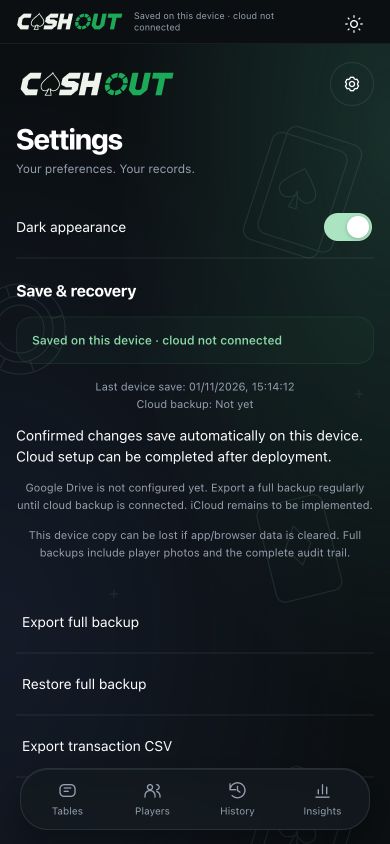 CASHOUT
Saved on this device · cloud not
connected
CASHOUT
Settings
Your preferences. Your records.
Dark appearance
Save & recovery
Saved on this device · cloud not connected
Last device save: 01/11/2026, 15:14:12
Cloud backup: Not yet
Confirmed changes save automatically on this device.
Cloud setup can be completed after deployment.
Google Drive is not configured yet. Export a full backup regularly
until cloud backup is connected. iCloud remains to be implemented.
This device copy can be lost if app/browser data is cleared. Full
backups include player photos and the complete audit trail.
Export full backup
Restore full backup
Export transaction CSV
Tables
Players
History
Insights